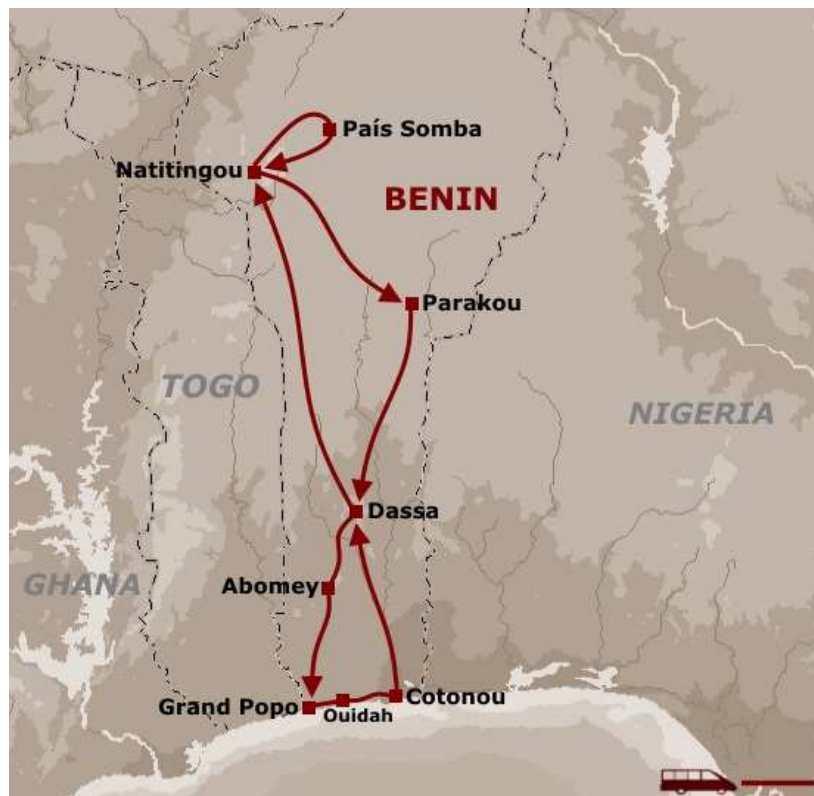 País Somba
Natitingou
BENIN
Parakou
TOGO
NIGERIA
Dassa
GHANA
Abomey
Cotonou
Grand Popo
Ouidah